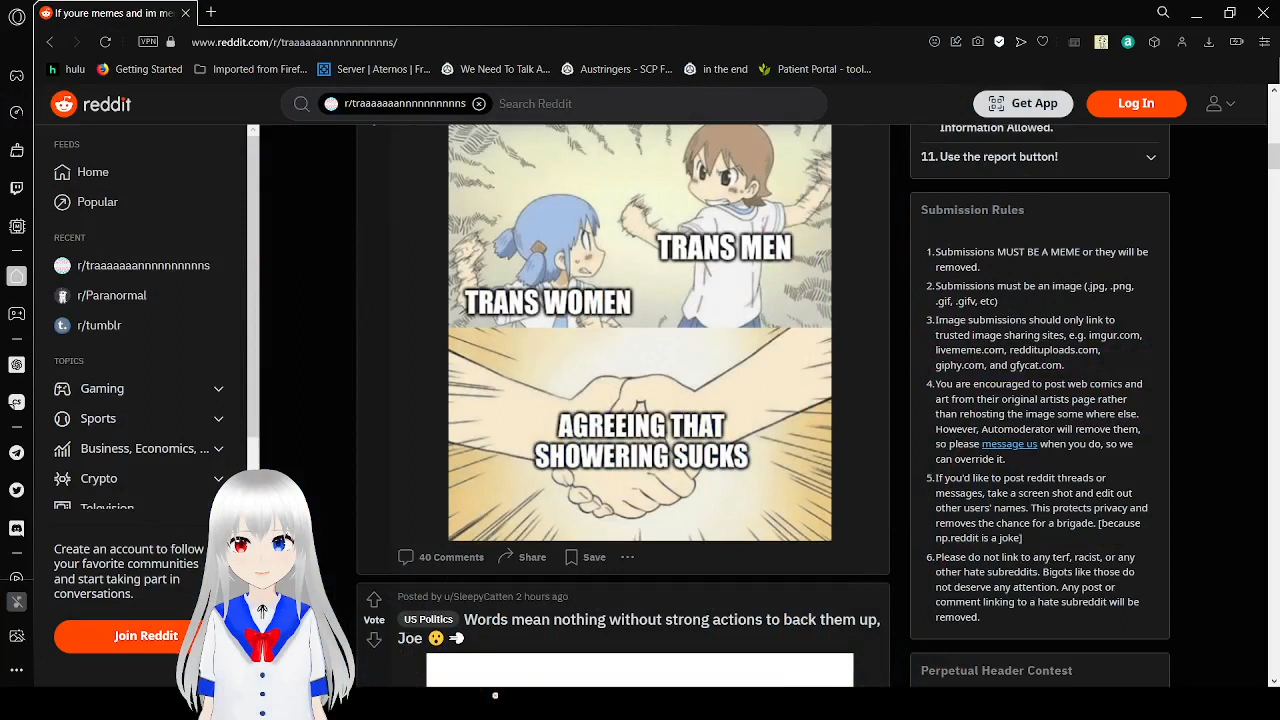 If youre memes and im me
www.reddit.com/r/traaaaaaannnnnnnnnns/
VPN
hulu
Getting Started
Imported from Firef...
Server | Aternos | Fr...
We Need To Talk A...
Austringers - SCP F...
in the end
Patient Portal - tool...
reddit
r/traaaaaaannnnnnnnnns
Search Reddit
Get App
Log In
FEEDS
Home
Popular
RECENT
r/traaaaaaannnnnnnnnns
r/Paranormal
r/tumblr
TOPICS
Gaming
Sports
Business, Economics, ...
Crypto
Television
Create an account to follow
your favorite communities
and start taking part in
conversations.
Join Reddit
TRANS MEN
TRANS WOMEN
AGREEING THAT
SHOWERING SUCKS
40 Comments
Share
Save
Posted by u/SleepyCatten 2 hours ago
Vote
US Politics Words mean nothing without strong actions to back them up,
Joe 😮💨
Information Allowed.
11. Use the report button!
Submission Rules
1. Submissions MUST BE A MEME or they will be
removed.
2. Submissions must be an image (.jpg, .png,
.gif, .gifv, etc)
3. Image submissions should only link to
trusted image sharing sites, e.g. imgur.com,
livememe.com, reddituploads.com,
giphy.com, and gfycat.com.
4. You are encouraged to post web comics and
art from their original artists page rather
than rehosting the image some where else.
However, Automoderator will remove them,
so please message us when you do, so we
can override it.
5. If you'd like to post reddit threads or
messages, take a screen shot and edit out
other users' names. This protects privacy and
removes the chance for a brigade. [because
np.reddit is a joke]
6. Please do not link to any terf, racist, or any
other hate subreddits. Bigots like those do
not deserve any attention. Any post or
comment linking to a hate subreddit will be
removed.
Perpetual Header Contest